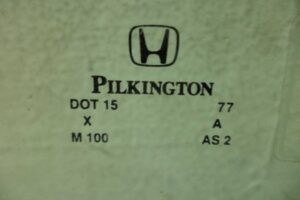 PILKINGTON
DOT 15 77
X A
M 100 AS 2